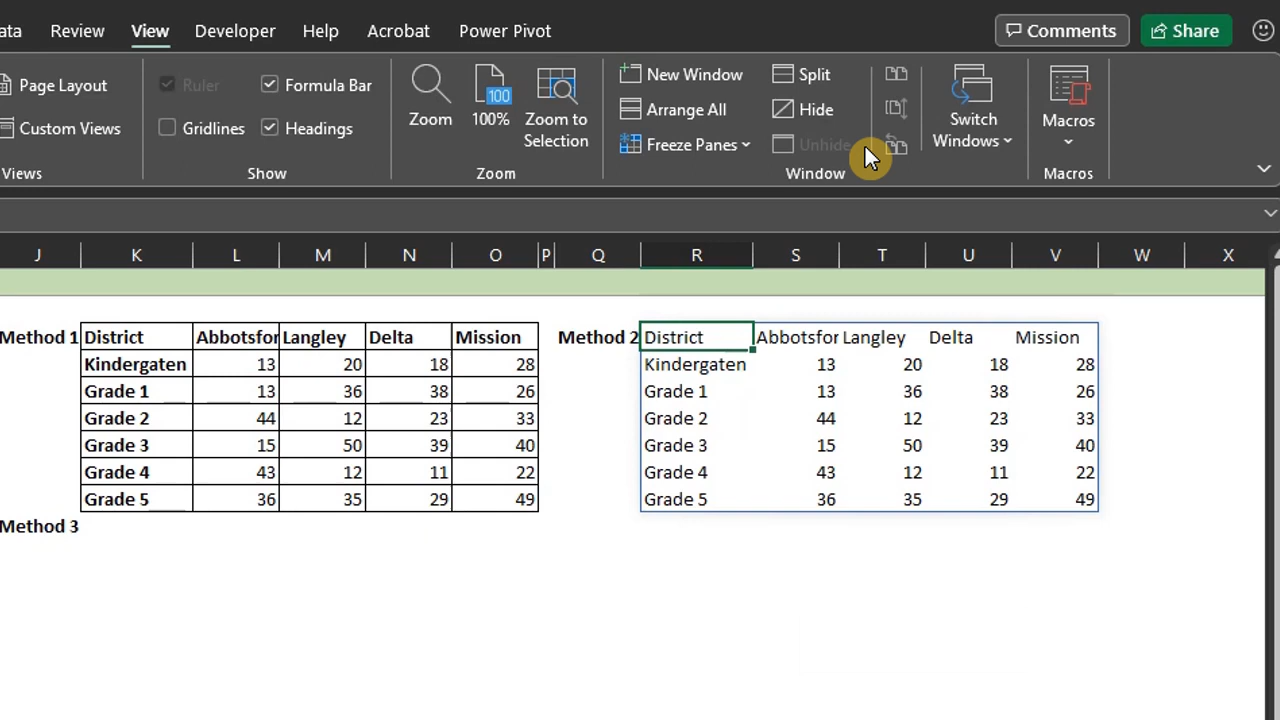 ata Review View Developer Help Acrobat Power Pivot Comments Share
Page Layout Ruler Formula Bar 100 New Window Split
Custom Views Gridlines Headings Zoom 100% Zoom to Selection Arrange All Hide Switch Windows Macros
Freeze Panes Unhide
Views Show Zoom Window Macros
J K L M N O P Q R S T U V W X
Method 1 District Abbotsfor Langley Delta Mission Method 2 District Abbotsfor Langley Delta Mission
Kindergaten 13 20 18 28 Kindergaten 13 20 18 28
Grade 1 13 36 38 26 Grade 1 13 36 38 26
Grade 2 44 12 23 33 Grade 2 44 12 23 33
Grade 3 15 50 39 40 Grade 3 15 50 39 40
Grade 4 43 12 11 22 Grade 4 43 12 11 22
Grade 5 36 35 29 49 Grade 5 36 35 29 49
Method 3